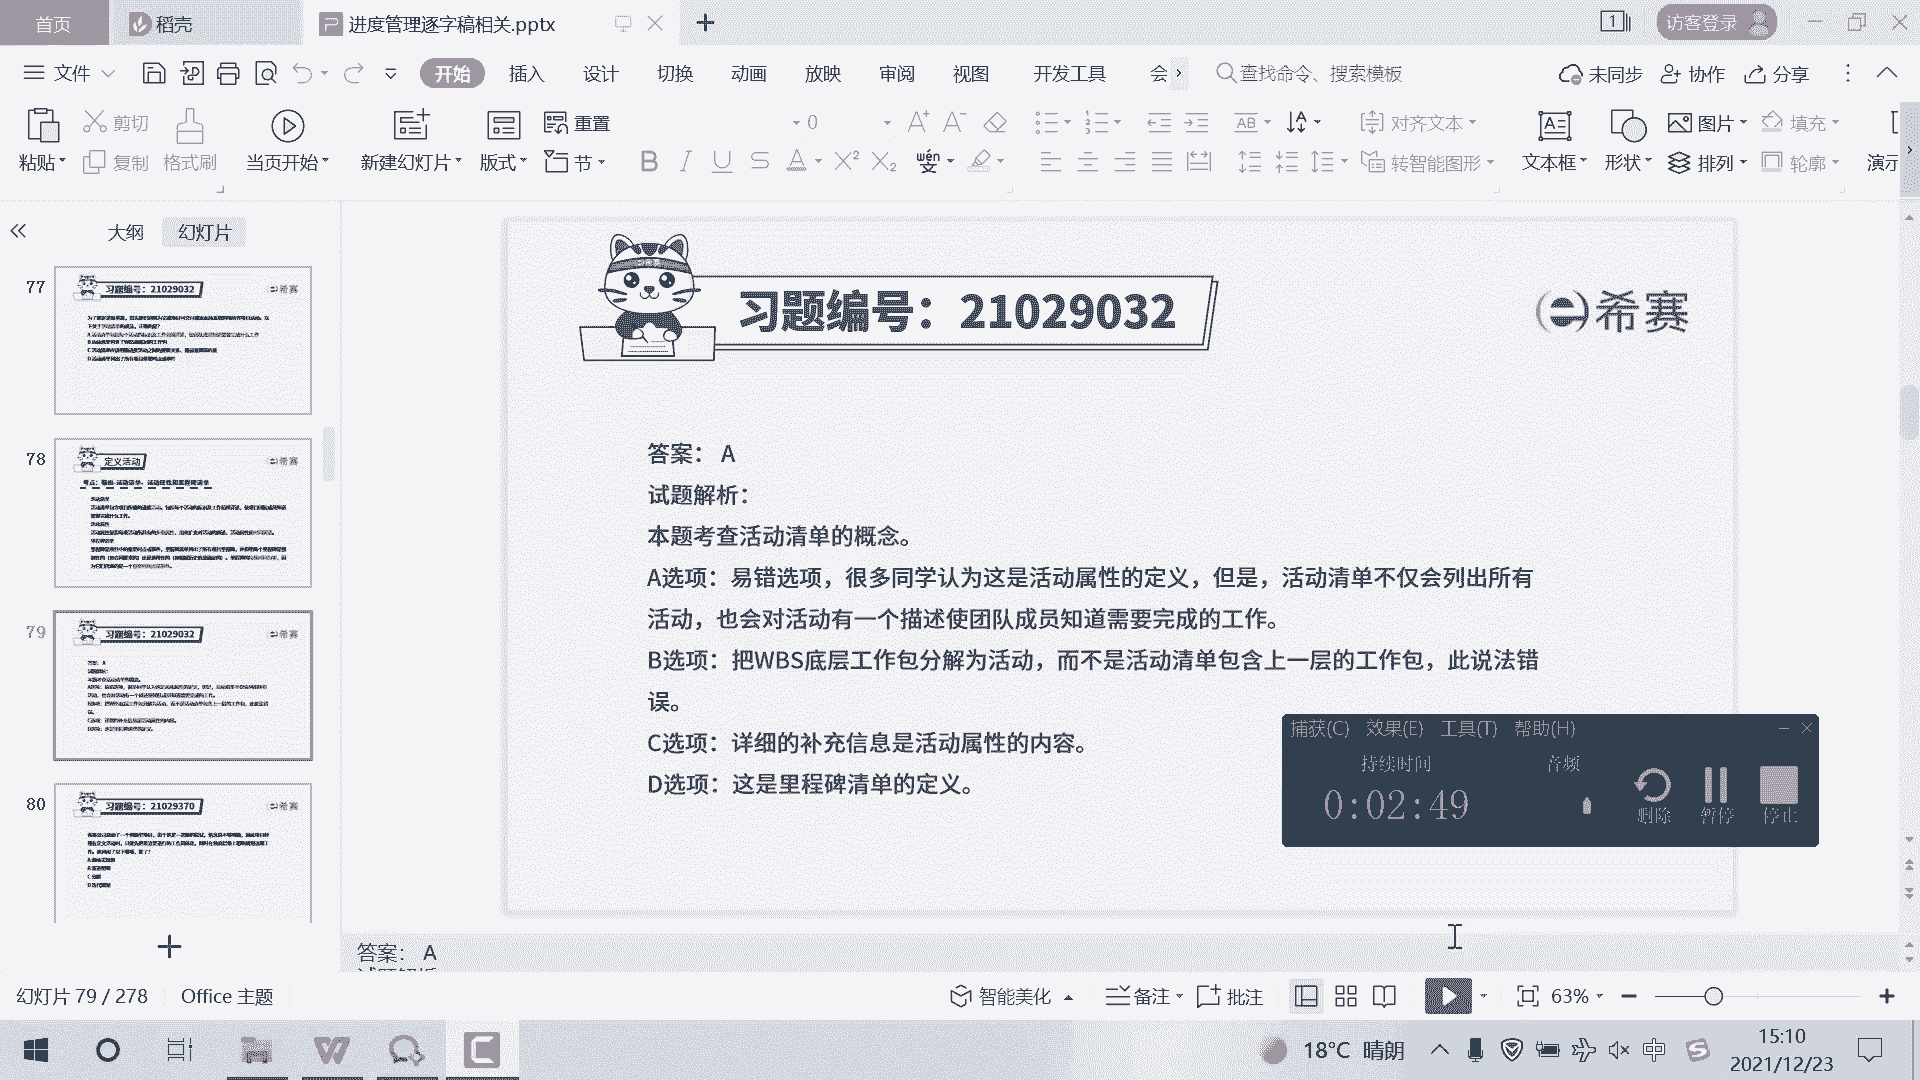 首页
稻壳
进度管理逐字稿相关.pptx
1
访客登录
文件
开始
插入
设计
切换
动画
放映
审阅
视图
开发工具
会
查找命令、搜索模板
未同步
协作
分享
粘贴
剪切
复制
格式刷
当页开始
新建幻灯片
版式
重置
节
0
对齐文本
转智能图形
文本框
形状
图片
排列
填充
轮廓
演示
大纲
幻灯片
77
习题编号：21029032
希赛
78
定义活动
希赛
79
习题编号：21029032
希赛
80
习题编号：21029370
希赛
习题编号：21029032
希赛
答案： A
试题解析：
本题考查活动清单的概念。
A选项：易错选项，很多同学认为这是活动属性的定义，但是，活动清单不仅会列出所有
活动，也会对活动有一个描述使团队成员知道需要完成的工作。
B选项：把WBS底层工作包分解为活动，而不是活动清单包含上一层的工作包，此说法错
误。
C选项：详细的补充信息是活动属性的内容。
D选项：这是里程碑清单的定义。
捕获(C) 效果(E) 工具(T) 帮助(H)
持续时间
音频
0:02:49
删除
暂停
停止
答案： A
幻灯片 79 / 278
Office 主题
智能美化
备注
批注
63%
18°C 晴朗
中
15:10
2021/12/23